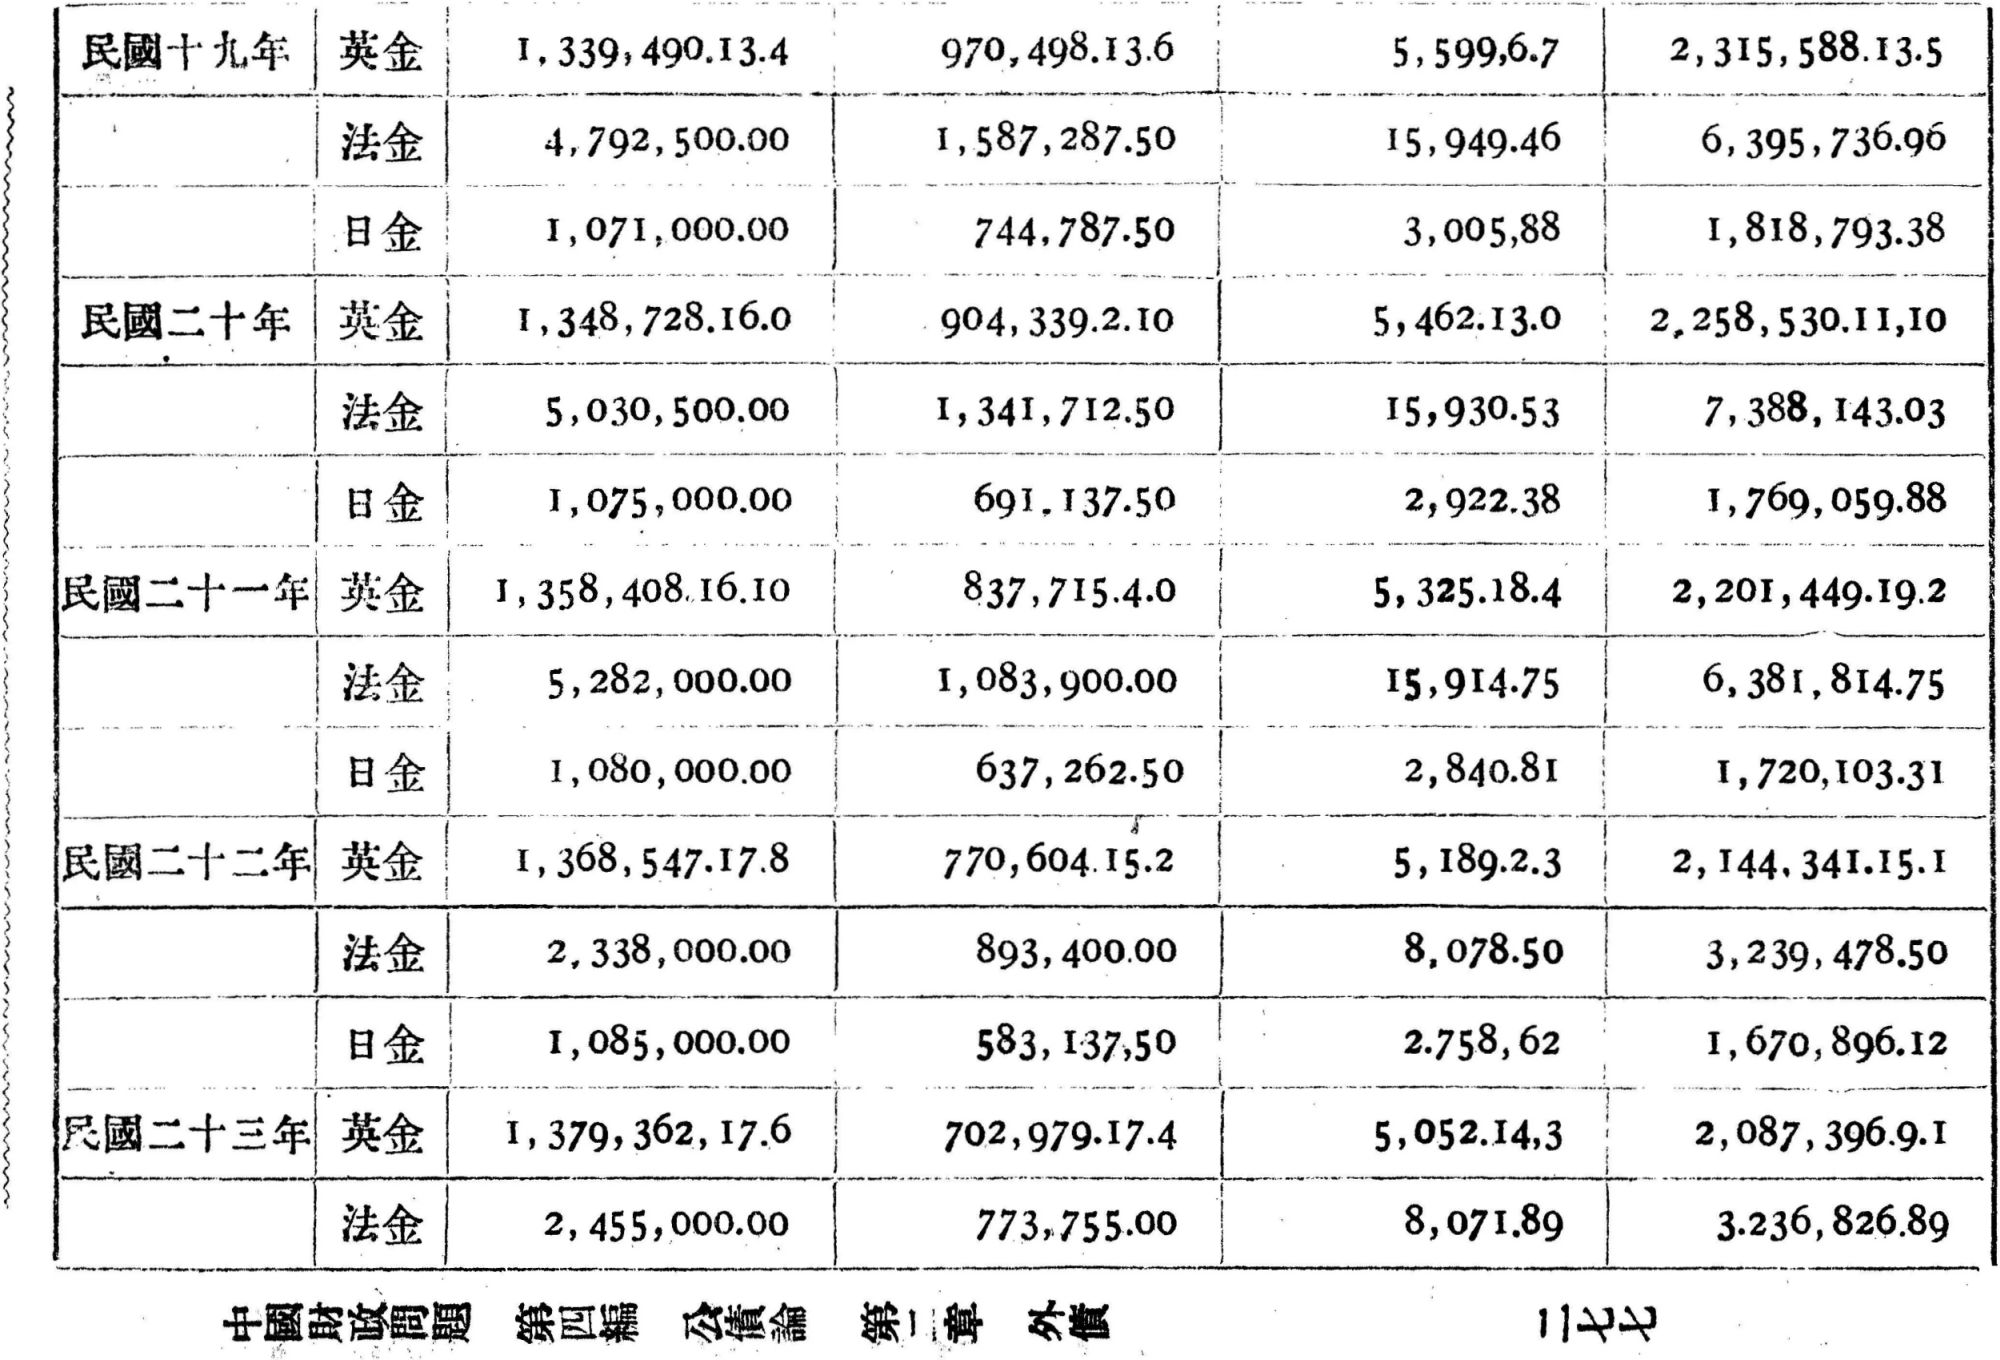 民國十九年 英金 1,339,490.13.4 970,498.13.6 5,599,6.7 2,315,588.13.5
法金 4,792,500.00 1,587,287.50 15,949.46 6,395,736.96
日金 1,071,000.00 744,787.50 3,005,88 1,818,793.38
民國二十年 英金 1,348,728.16.0 904,339.2.10 5,462.13.0 2,258,530.11,10
法金 5,030,500.00 1,341,712.50 15,930.53 7,388,143.03
日金 1,075,000.00 691.137.50 2,922.38 1,769,059.88
民國二十一年 英金 1,358,408.16.10 837,715.4.0 5,325.18.4 2,201,449.19.2
法金 5,282,000.00 1,083,900.00 15,914.75 6,381,814.75
日金 1,080,000.00 637,262.50 2,840.81 1,720,103.31
民國二十二年 英金 1,368,547.17.8 770,604.15.2 5,189.2.3 2,144,341.15.1
法金 2,338,000.00 893,400.00 8,078.50 3,239,478.50
日金 1,085,000.00 583,137,50 2.758,62 1,670,896.12
民國二十三年 英金 1,379,362,17.6 702,979.17.4 5,052.14,3 2,087,396.9.1
法金 2,455,000.00 773,755.00 8,071.89 3.236,826.89
中國財政問題 第四編 公債論 第二章 外債 二七七